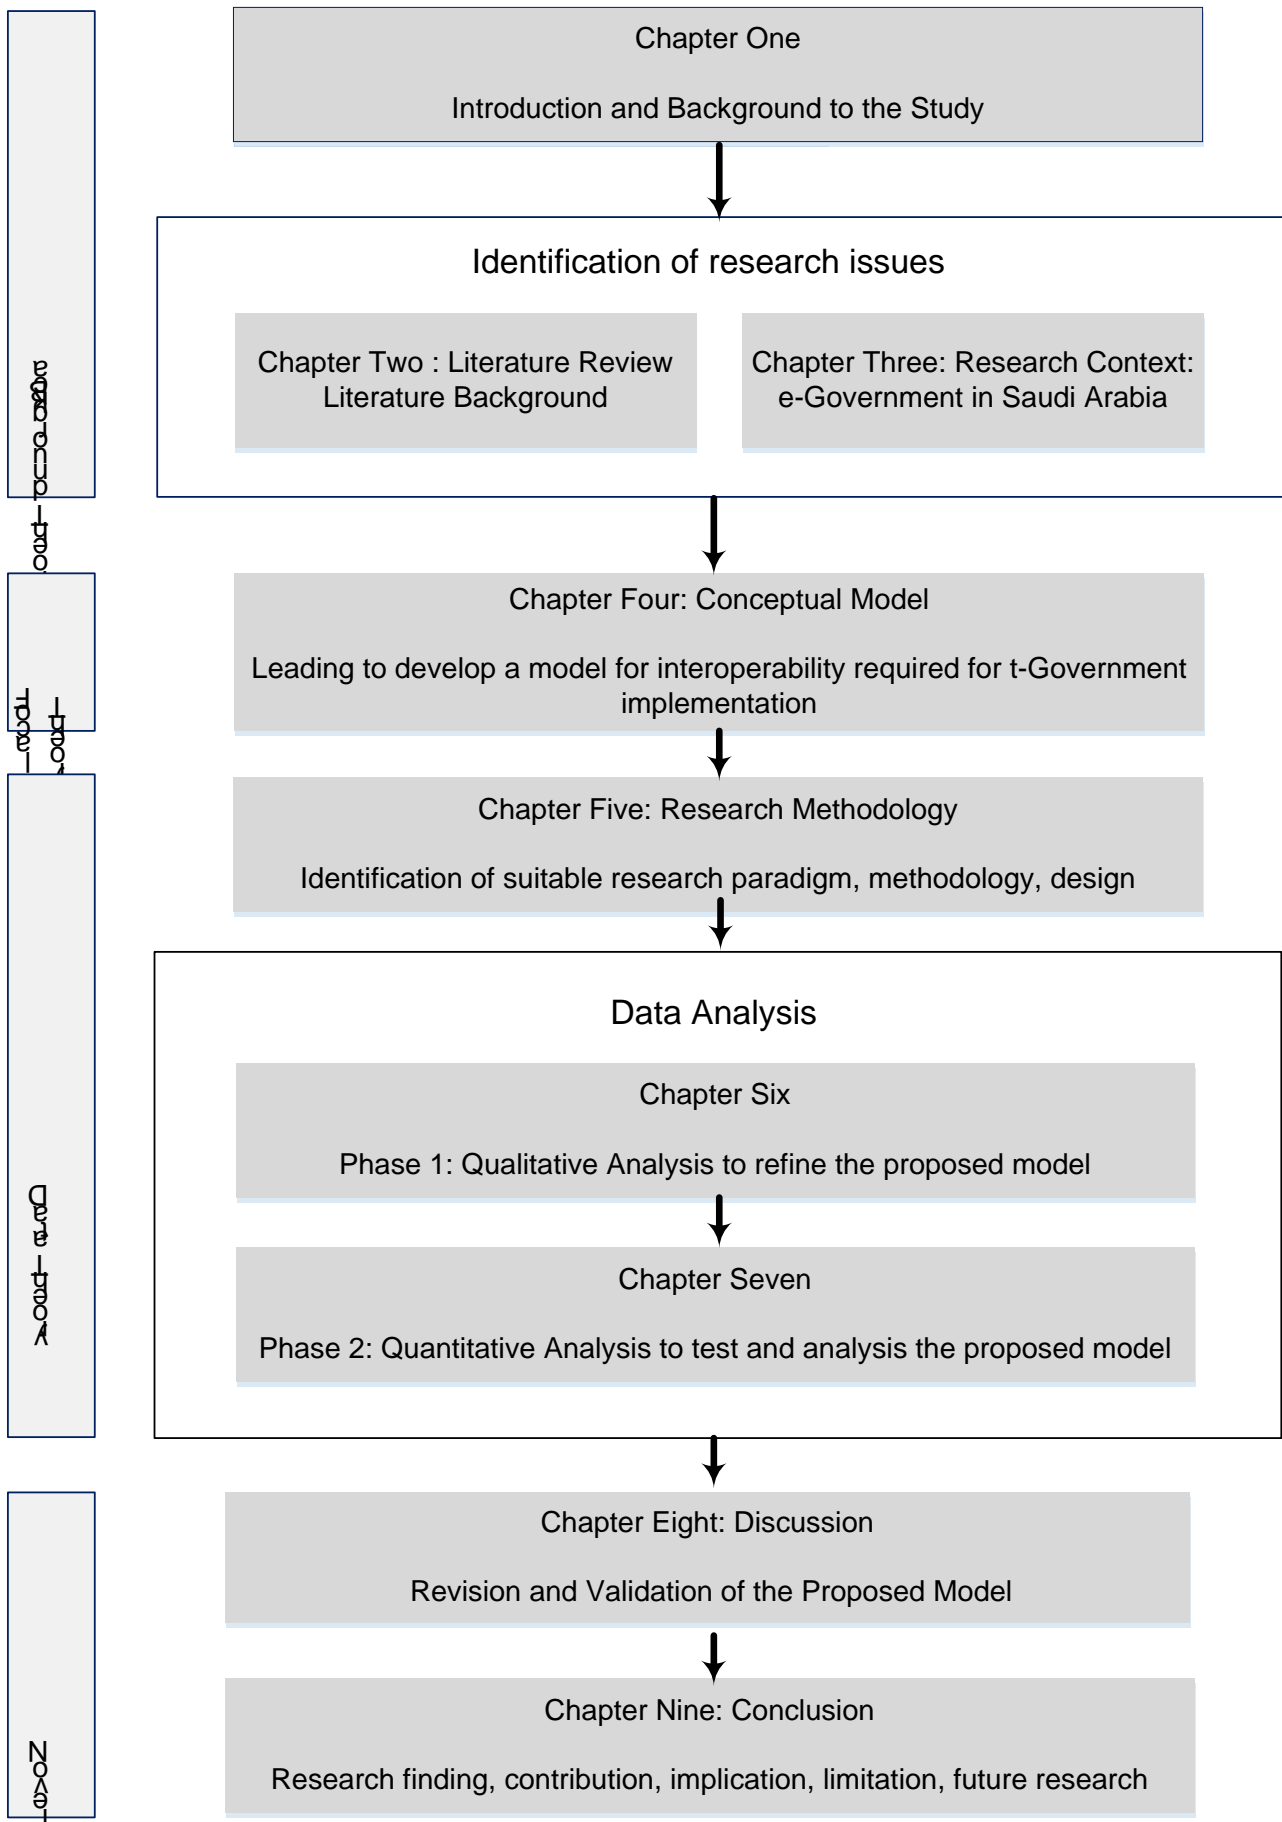 Chapter One
Introduction and Background to the Study
Identification of research issues
Chapter Two : Literature Review
Literature Background
Chapter Three: Research Context:
e-Government in Saudi Arabia
Chapter Four: Conceptual Model
Leading to develop a model for interoperability required for t-Government
implementation
Chapter Five: Research Methodology
Identification of suitable research paradigm, methodology, design
Data Analysis
Chapter Six
Phase 1: Qualitative Analysis to refine the proposed model
Chapter Seven
Phase 2: Quantitative Analysis to test and analysis the proposed model
Chapter Eight: Discussion
Revision and Validation of the Proposed Model
Chapter Nine: Conclusion
Research finding, contribution, implication, limitation, future research